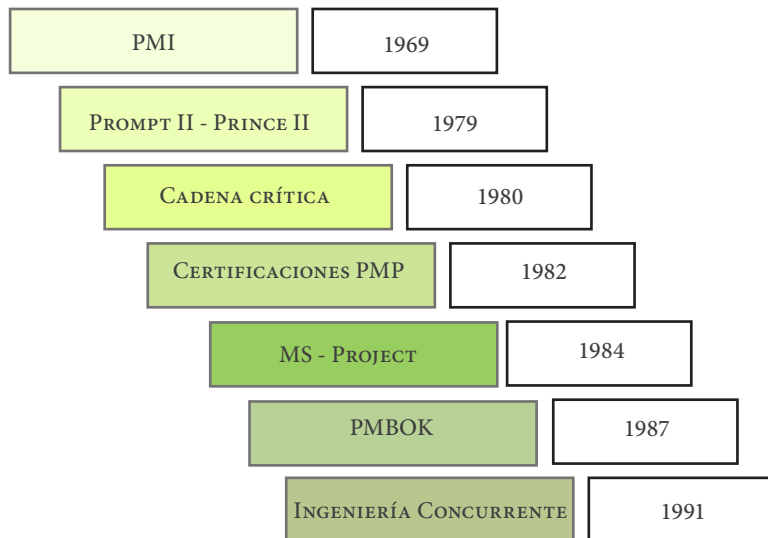 PMI 1969
Prompt II - Prince II 1979
Cadena crítica 1980
Certificaciones PMP 1982
MS - Project 1984
PMBOK 1987
Ingeniería Concurrente 1991